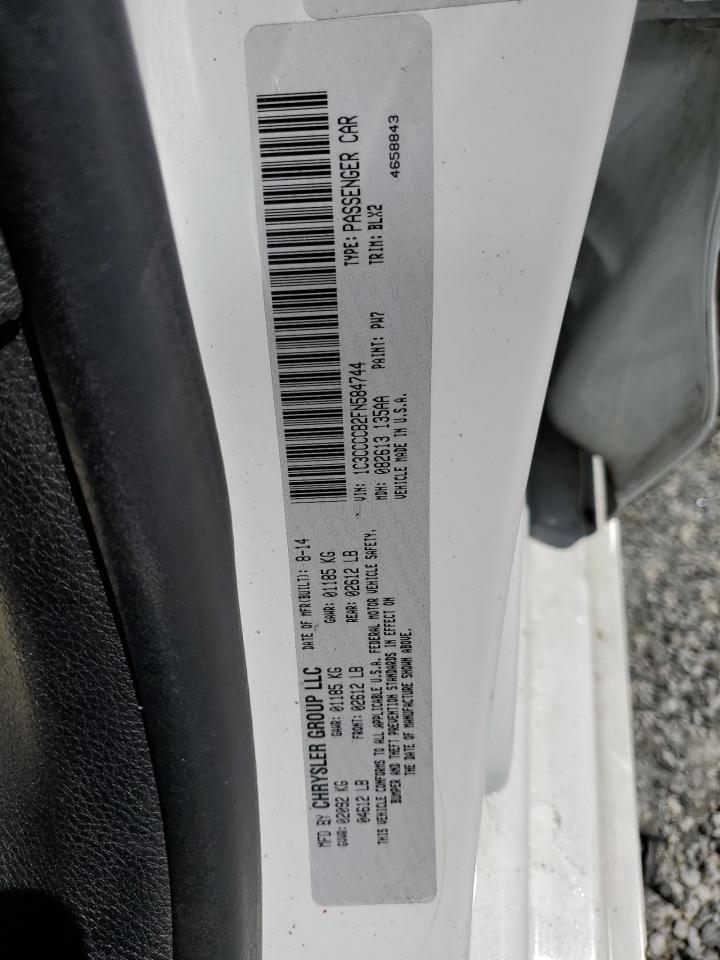 MFD BY CHRYSLER GROUP LLC DATE OF MFR(BUILT): 8-14
GVWR: 02092 KG GAWR: 01185 KG GAWR: 01185 KG
04612 LB FRONT: 02612 LB REAR: 02612 LB
THIS VEHICLE CONFORMS TO ALL APPLICABLE U.S.A. FEDERAL MOTOR VEHICLE SAFETY,
BUMPER AND THEFT PREVENTION STANDARDS IN EFFECT ON
THE DATE OF MANUFACTURE SHOWN ABOVE.
VIN: 1C3CCCCB2FN584744 TYPE: PASSENGER CAR
MDH: 082613 135AA PAINT: PW7 TRIM: BLX2
VEHICLE MADE IN U.S.A. 4658843